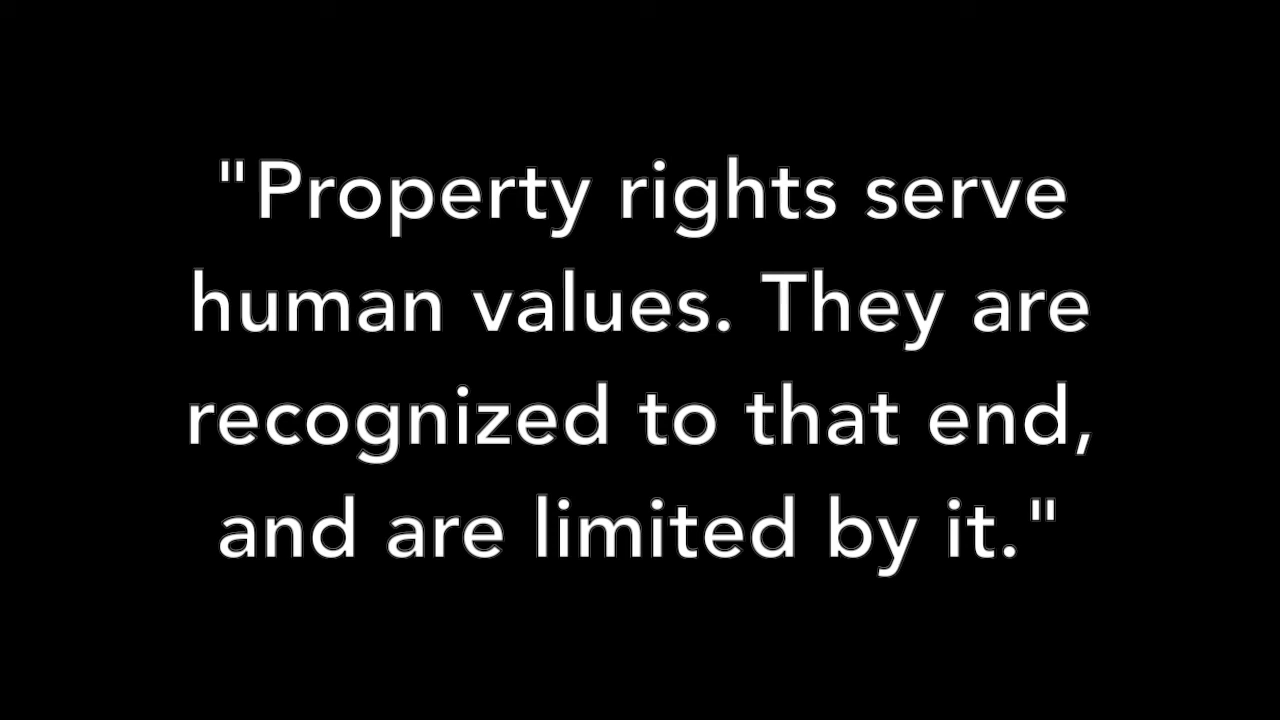 "Property rights serve
human values. They are
recognized to that end,
and are limited by it."